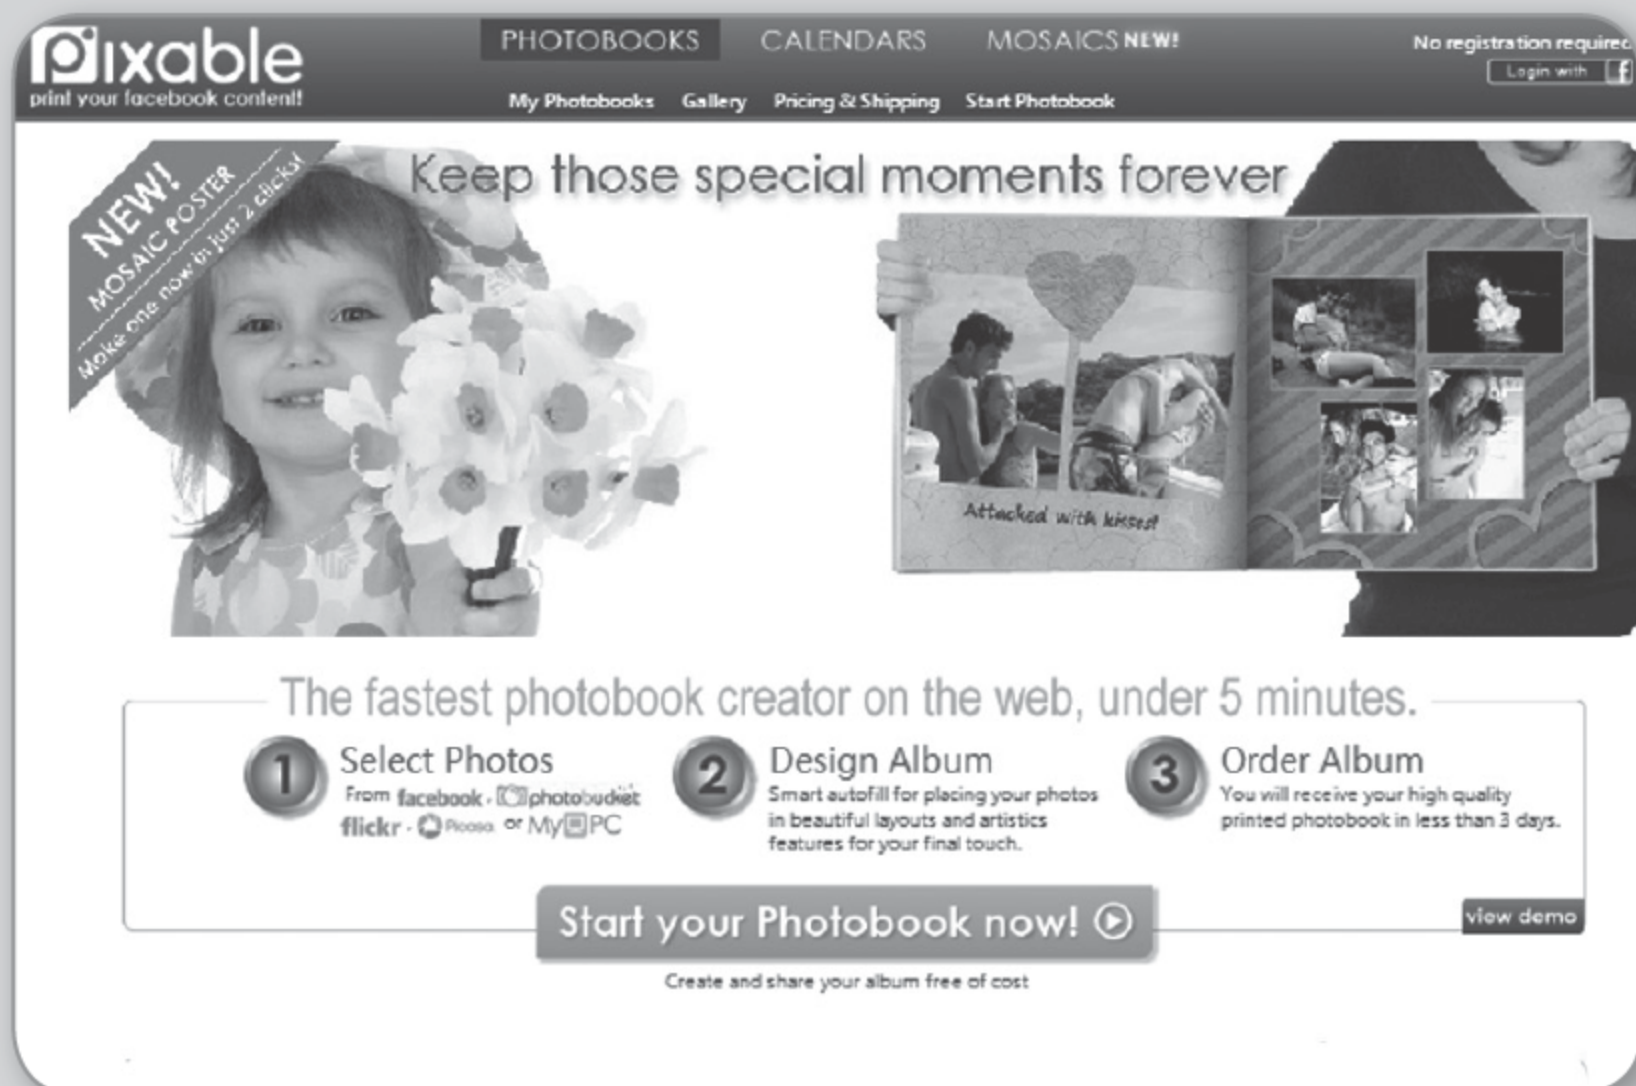 Pixable
print your facebook content!
PHOTOBOOKS CALENDARS MOSAICS NEW!
My Photobooks Gallery Pricing & Shipping Start Photobook
No registration required
Login with f
NEW!
MOSAIC POSTER
Make one now in just 2 clicks!
Keep those special moments forever
Attacked with kisses!
The fastest photobook creator on the web, under 5 minutes.
1 Select Photos
From facebook - photobucket
flickr - Picasa or My PC
2 Design Album
Smart autofill for placing your photos
in beautiful layouts and artistics
features for your final touch.
3 Order Album
You will receive your high quality
printed photobook in less than 3 days.
Start your Photobook now!
view demo
Create and share your album free of cost